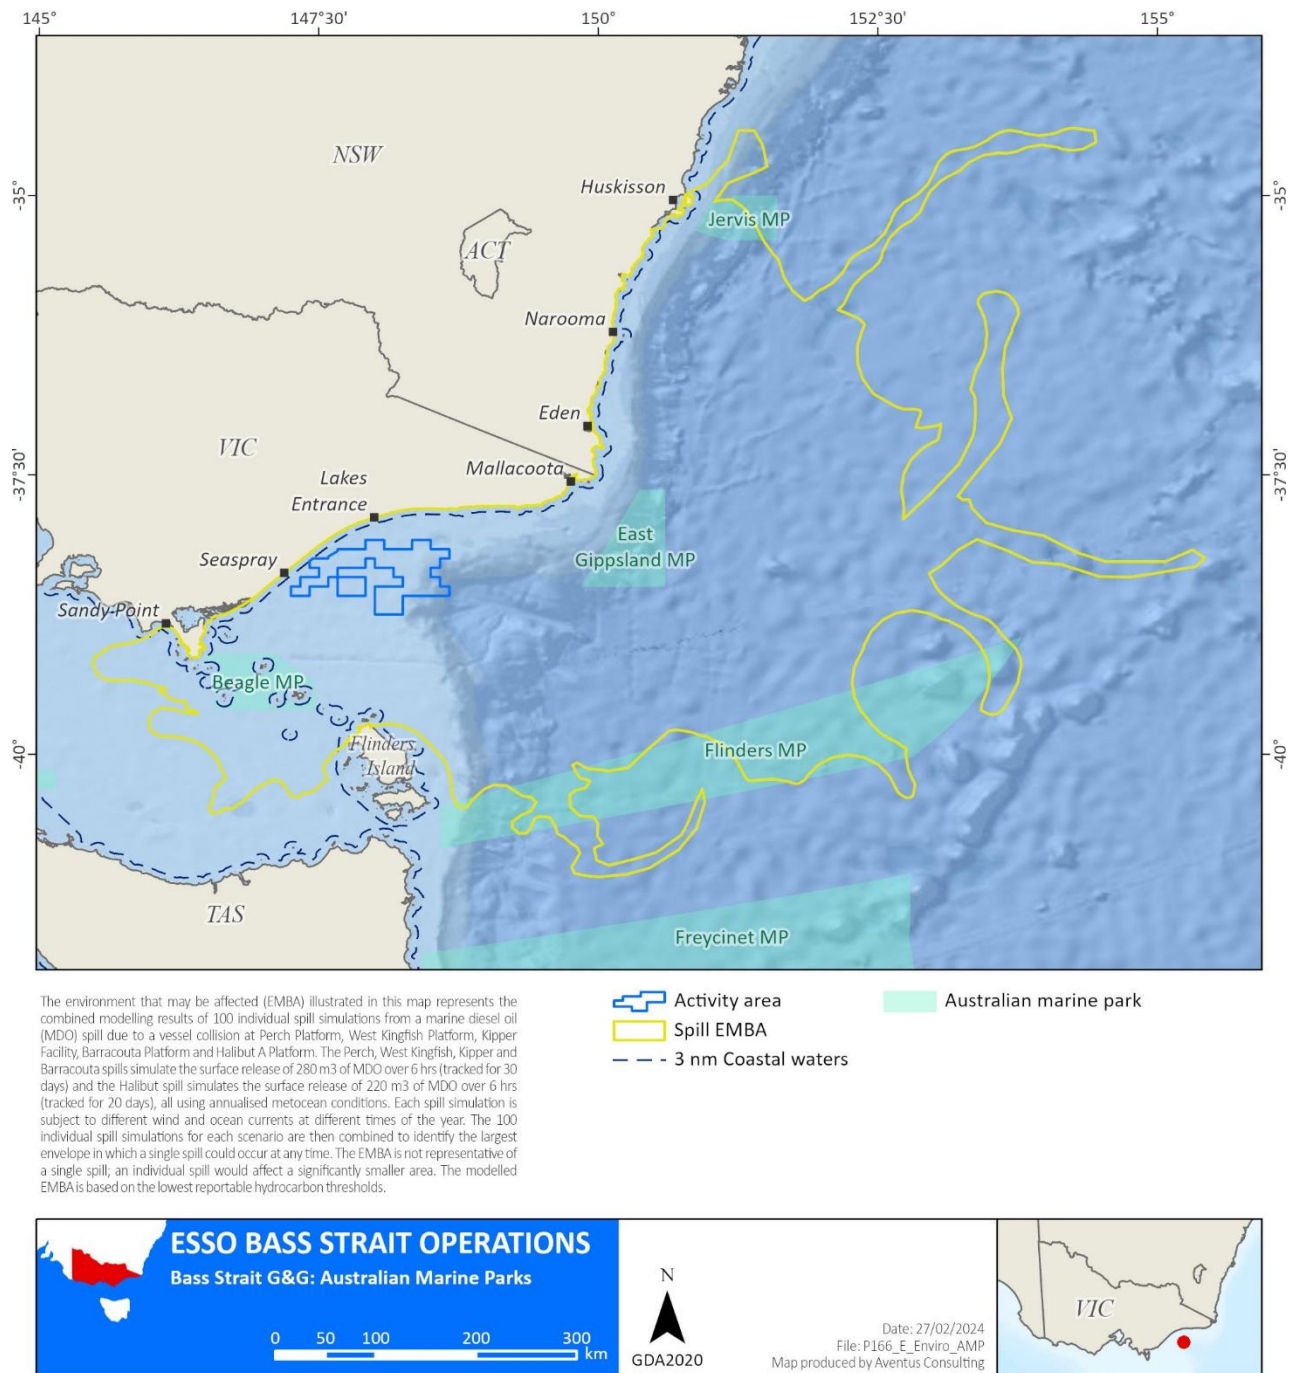 145°
147°30'
150°
152°30'
155°
NSW
Huskisson
-35°
-35°
Jervis MP
ACT
Narooma
Eden
VIC
Mallacoota
-37°30'
-37°30'
Lakes
Entrance
East
Gippsland MP
Seaspray
Sandy Point
Beagle MP
Flinders
Island
Flinders MP
-40°
-40°
TAS
Freycinet MP
The environment that may be affected (EMBA) illustrated in this map represents the
combined modelling results of 100 individual spill simulations from a marine diesel oil
(MDO) spill due to a vessel collision at Perch Platform, West Kingfish Platform, Kipper
Facility, Barracouta Platform and Halibut A Platform. The Perch, West Kingfish, Kipper and
Barracouta spills simulate the surface release of 280 m3 of MDO over 6 hrs (tracked for 30
days) and the Halibut spill simulates the surface release of 220 m3 of MDO over 6 hrs
(tracked for 20 days), all using annualised metocean conditions. Each spill simulation is
subject to different wind and ocean currents at different times of the year. The 100
individual spill simulations for each scenario are then combined to identify the largest
envelope in which a single spill could occur at any time. The EMBA is not representative of
a single spill; an individual spill would affect a significantly smaller area. The modelled
EMBA is based on the lowest reportable hydrocarbon thresholds.
Activity area
Spill EMBA
3 nm Coastal waters
Australian marine park
ESSO BASS STRAIT OPERATIONS
Bass Strait G&G: Australian Marine Parks
0 50 100 200 300
km
N
GDA2020
Date: 27/02/2024
File: P166_E_Enviro_AMP
Map produced by Aventus Consulting
VIC